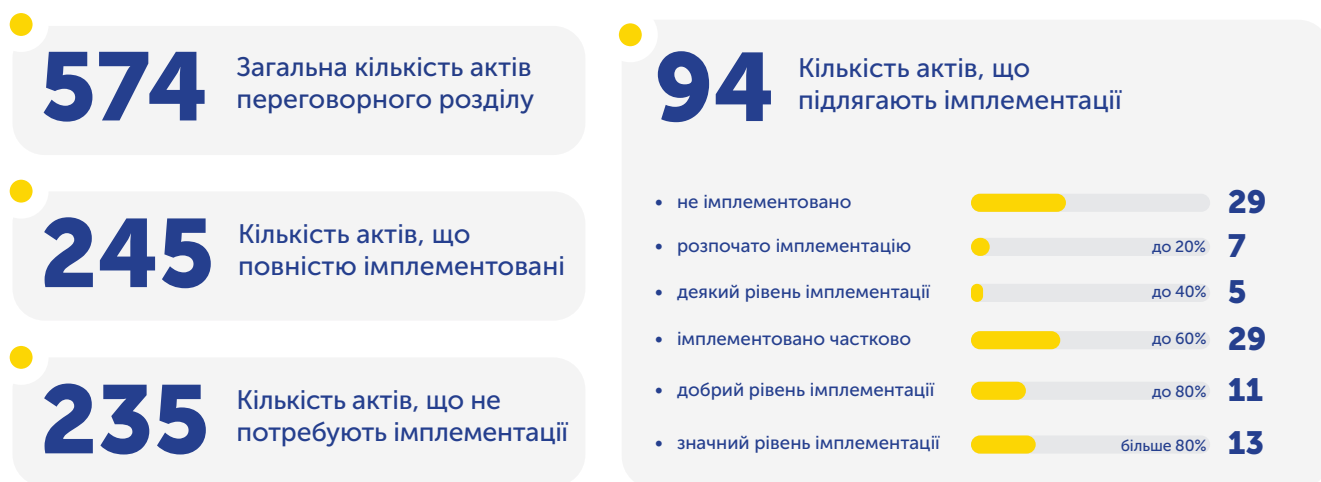 574
Загальна кількість актів
переговорного розділу
245
Кількість актів, що
повністю імплементовані
235
Кількість актів, що не
потребують імплементації
94
Кількість актів, що
підлягають імплементації
• не імплементовано 29
• розпочато імплементацію до 20% 7
• деякий рівень імплементації до 40% 5
• імплементовано частково до 60% 29
• добрий рівень імплементації до 80% 11
• значний рівень імплементації більше 80% 13